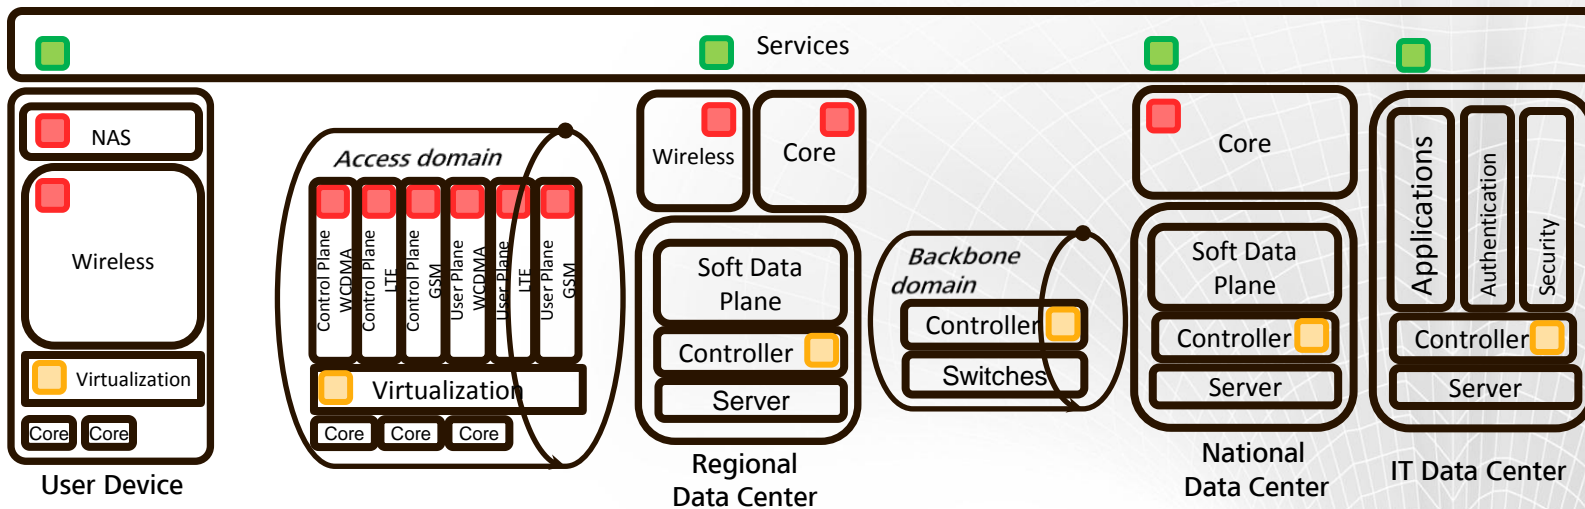 Services
NAS
Wireless
Virtualization
Core
Core
User Device
Access domain
Control Plane
WCDMA
Control Plane
LTE
Control Plane
GSM
User Plane
WCDMA
User Plane
LTE
User Plane
GSM
Virtualization
Core
Core
Core
Wireless
Core
Soft Data
Plane
Controller
Server
Regional
Data Center
Backbone
domain
Controller
Switches
Core
Soft Data
Plane
Controller
Server
National
Data Center
Applications
Authentication
Security
Controller
Server
IT Data Center